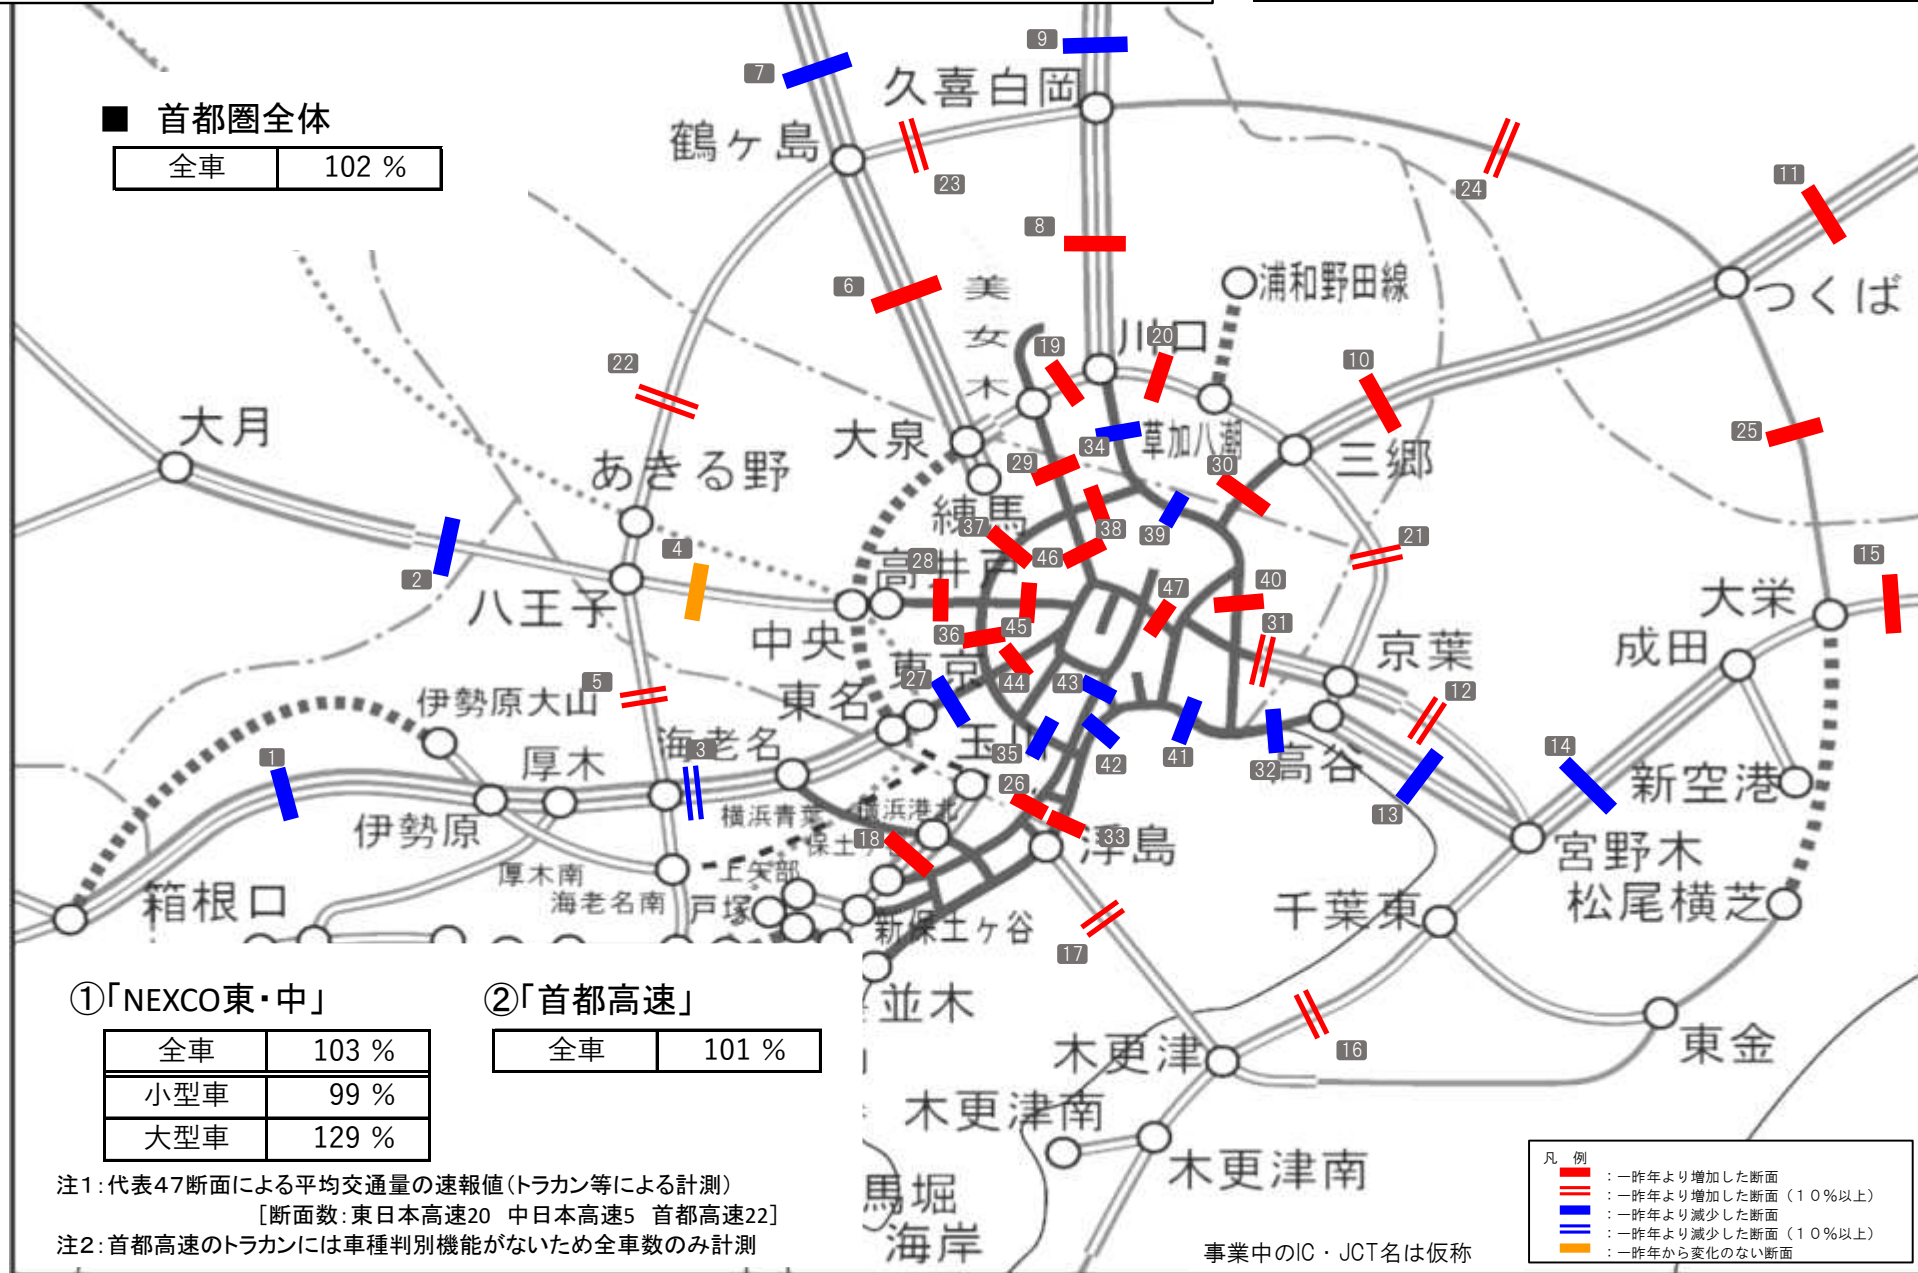 ■ 首都圏全体
全車 102 %
7
9
久喜白岡
鶴ヶ島
23
24
11
8
6
美女木
浦和野田線
つくば
川口
20
19
22
10
大月
大泉
34
草加八潮
三郷
25
あきる野
29
30
練馬
37
38
39
21
15
2
4
高井戸
28
46
47
40
大栄
八王子
中央
36
45
31
京葉
成田
5
東京
44
43
12
伊勢原大山
27
東名
海老名
玉川
3
1
厚木
35
42
41
32
高谷
14
新空港
13
伊勢原
横浜青葉
横浜港北
26
18
保土ヶ谷
33
浮島
宮野木
厚木南
上矢部
海老名南
戸塚
箱根口
新保土ヶ谷
千葉東
松尾横芝
17
並木
16
木更津
東金
木更津南
木更津南
馬堀
海岸
①「NEXCO東・中」
全車 103 %
小型車 99 %
大型車 129 %
②「首都高速」
全車 101 %
注1：代表47断面による平均交通量の速報値（トラカン等による計測）
［断面数：東日本高速20 中日本高速5 首都高速22］
注2：首都高速のトラカンには車種判別機能がないため全車数のみ計測
事業中のIC・JCT名は仮称
凡 例
：一昨年より増加した断面
：一昨年より増加した断面（１０％以上）
：一昨年より減少した断面
：一昨年より減少した断面（１０％以上）
：一昨年から変化のない断面